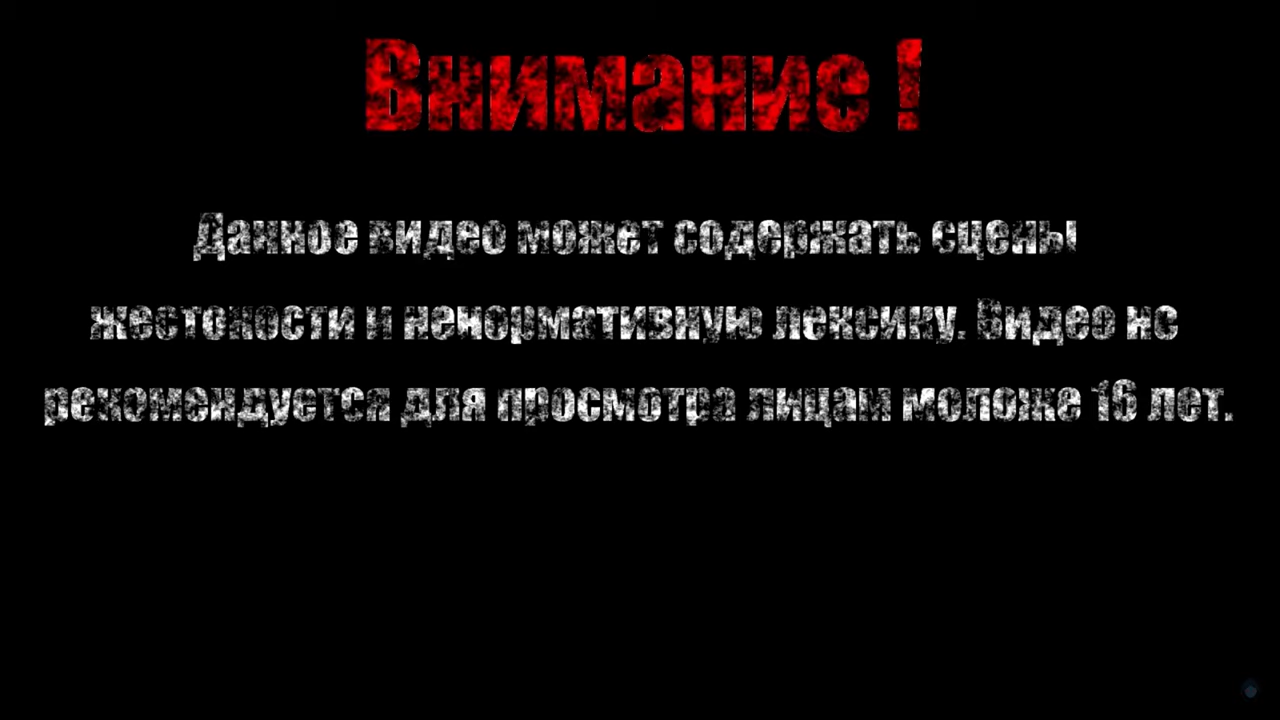 Внимание !
Данное видео может содержать сцены
жестокости и ненормативную лексику. Видео не
рекомендуется для просмотра лицам моложе 16 лет.